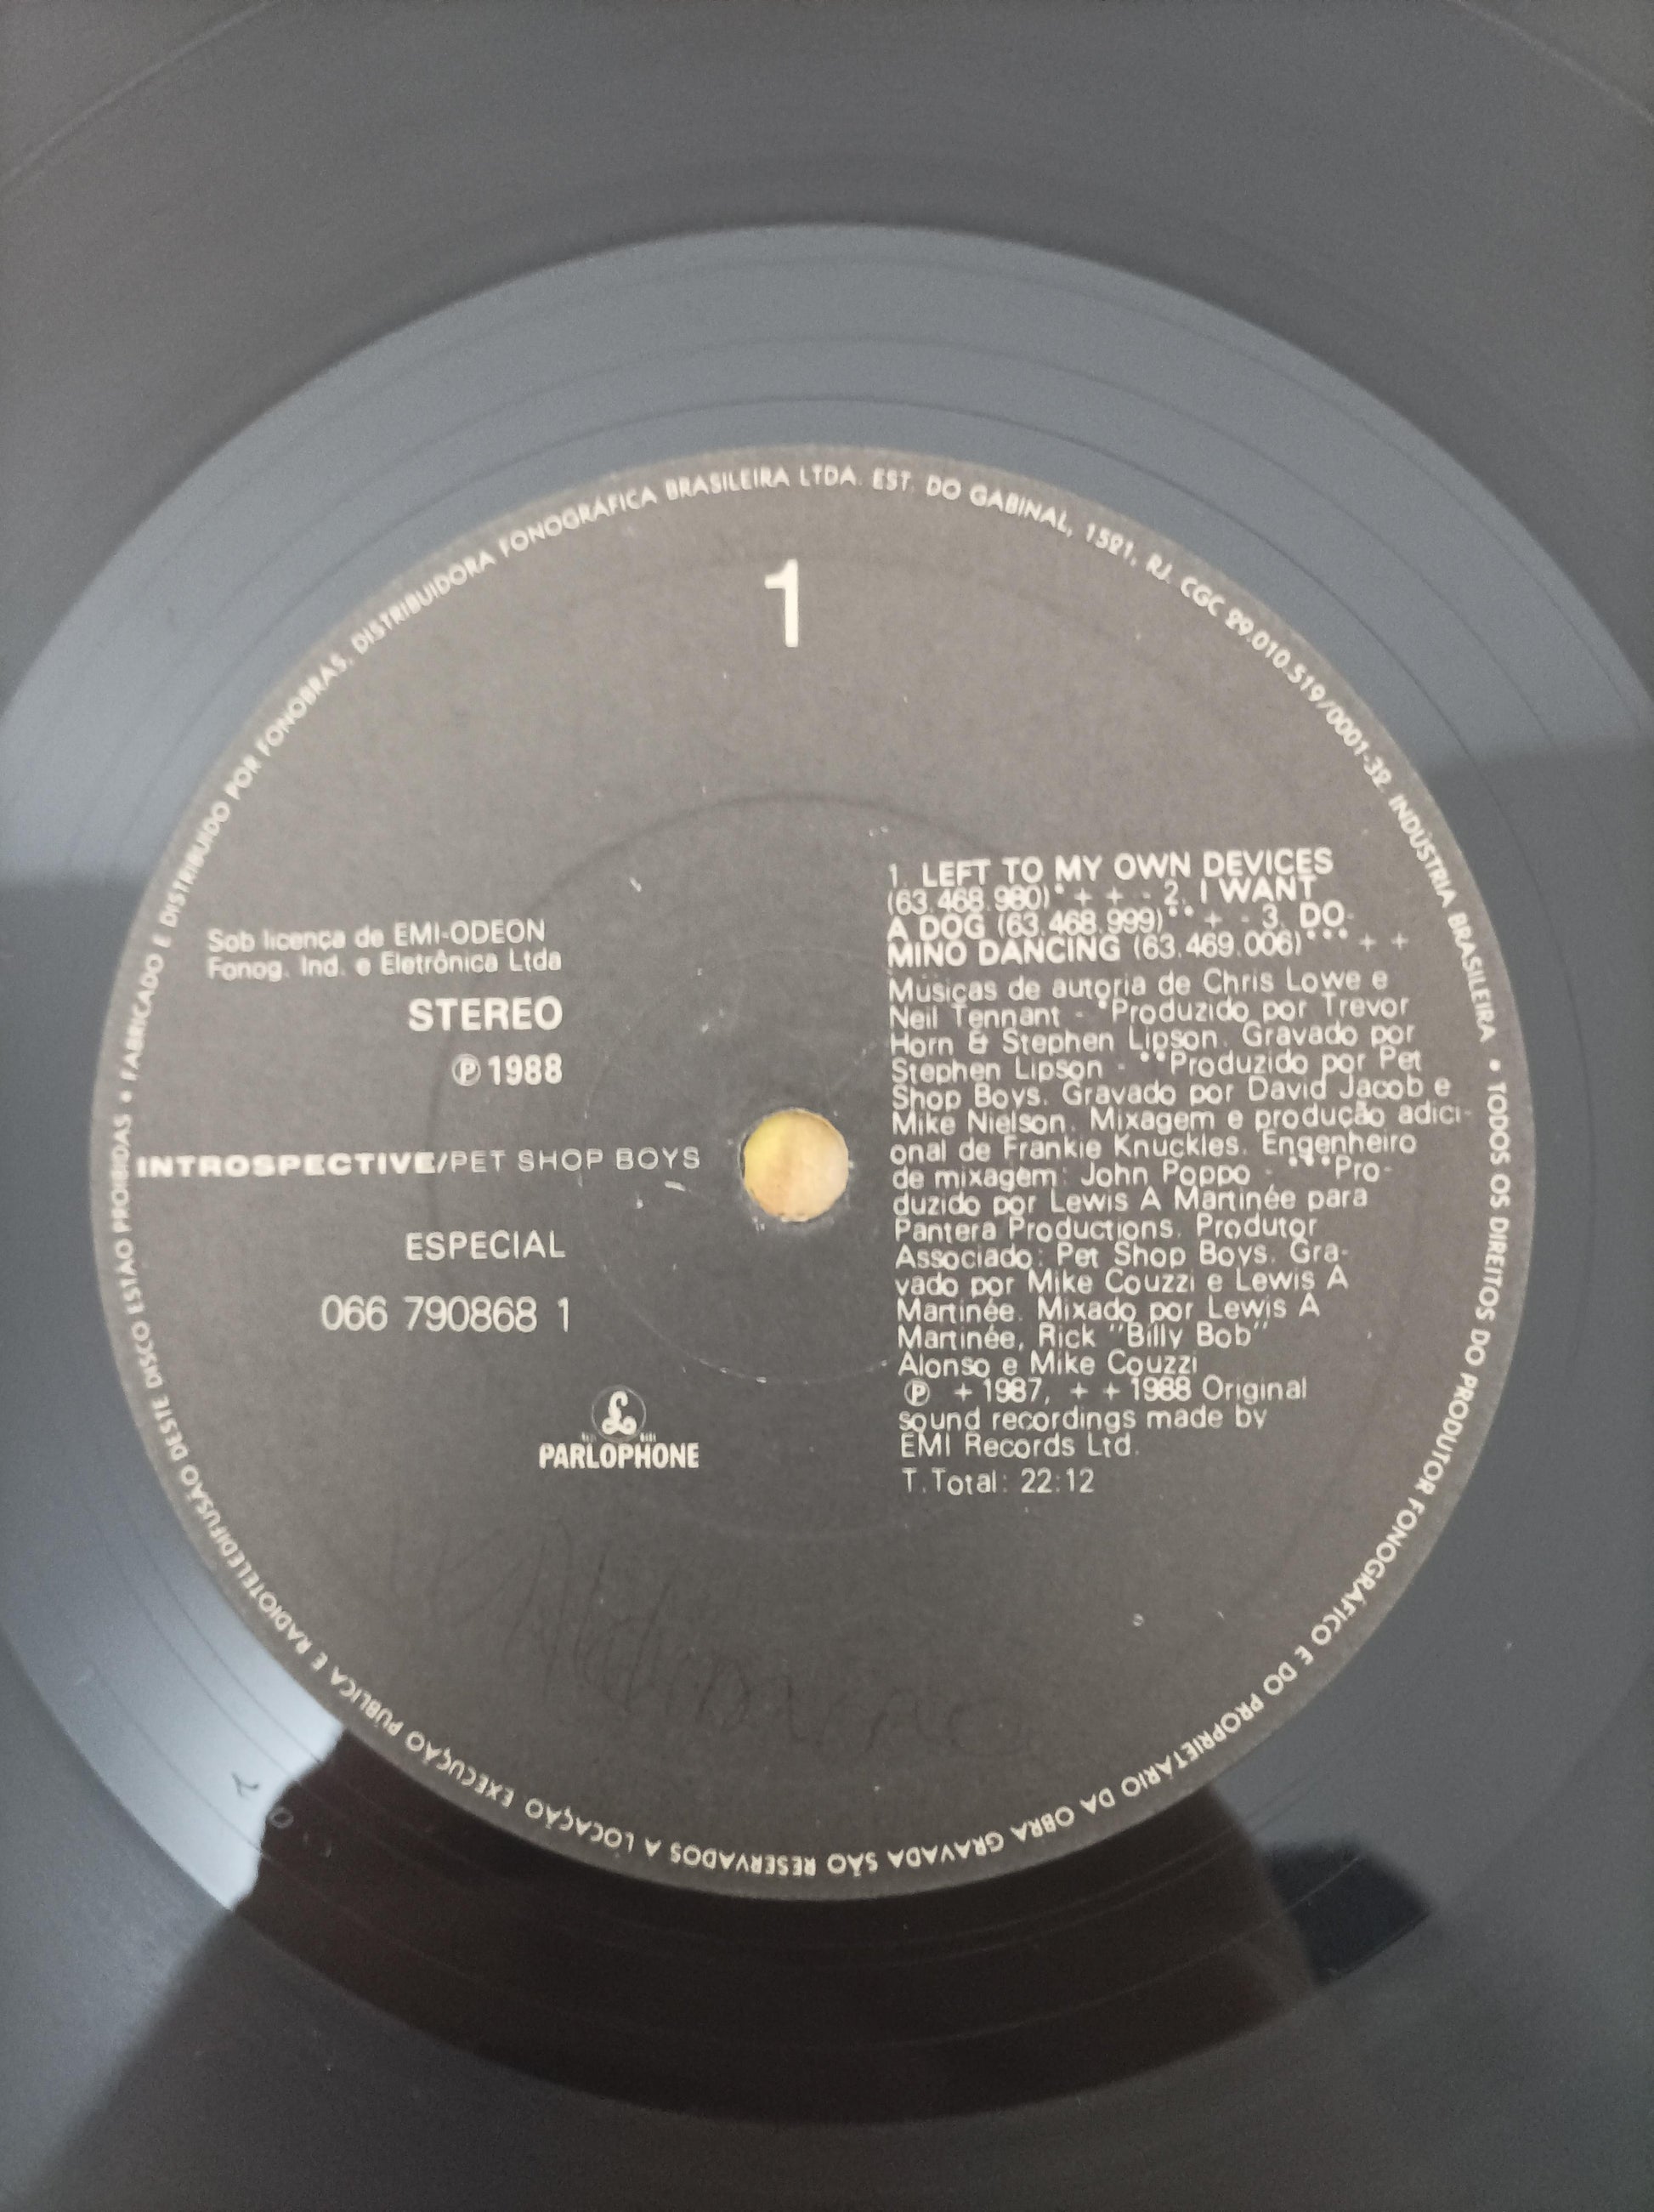 FABRICADO E DISTRIBUIDO POR FONOBRAS, DISTRIBUIDORA FONOGRÁFICA BRASILEIRA LTDA. EST. DO GABINAL, 1521, RJ. CGC 29.010.519/0001-32. INDÚSTRIA BRASILEIRA • TODOS OS DIREITOS DO PRODUTOR FONOGRÁFICO E DO PROPRIETÁRIO DA OBRA GRAVADA SÃO RESERVADOS A LOCAÇÃO EXECUÇÃO PÚBLICA E RADIOTELEDIFUSÃO DESTE DISCO ESTÃO PROIBIDAS •
1
Sob licença de EMI-ODEON
Fonog. Ind. e Eletrônica Ltda
STEREO
℗ 1988
INTROSPECTIVE/PET SHOP BOYS
ESPECIAL
066 790868 1
£
PARLOPHONE
1. LEFT TO MY OWN DEVICES
(63.468.980)* + + - 2. I WANT
A DOG (63.468.999)** + - 3. DO-
MINO DANCING (63.469.006)*** + +
Músicas de autoria de Chris Lowe e
Neil Tennant - *Produzido por Trevor
Horn & Stephen Lipson. Gravado por
Stephen Lipson - **Produzido por Pet
Shop Boys. Gravado por David Jacob e
Mike Nielson. Mixagem e produção adici-
onal de Frankie Knuckles. Engenheiro
de mixagem: John Poppo - ***Pro-
duzido por Lewis A Martinée para
Pantera Productions. Produtor
Associado: Pet Shop Boys. Gra-
vado por Mike Couzzi e Lewis A
Martinée. Mixado por Lewis A
Martinée, Rick "Billy Bob"
Alonso e Mike Couzzi
℗ + 1987, + + 1988 Original
sound recordings made by
EMI Records Ltd.
T.Total: 22:12